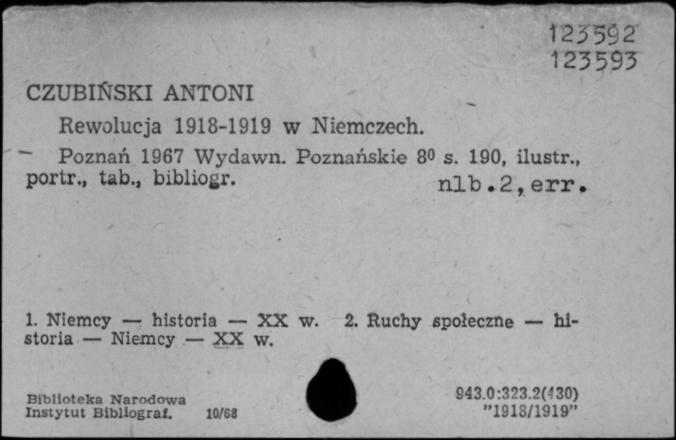 123592
123593
CZUBIŃSKI ANTONI
Rewolucja 1918-1919 w Niemczech.
— Poznań 1967 Wydawn. Poznańskie 8⁰ s. 190, ilustr.,
portr., tab., bibliogr. nlb.2, err.
1. Niemcy — historia — XX w. 2. Ruchy społeczne — hi-
storia — Niemcy — XX w.
Biblioteka Narodowa 943.0:323.2(430)
Instytut Bibliograf. 10/68 "1918/1919"